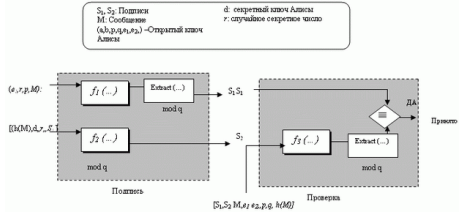 S₁, S₂: Подписи
d: секретный ключ Алисы
M: Сообщение
r: случайное секретное число
(a,b,p,q,e₁,e₂,) –Открытый ключ
Алисы
f₁ (...)
Extract (...)
mod q
S₁ S₁
ДА
Принято
f₂ (...)
S₂
mod q
f₃ (...)
Extract (...)
mod q
Подпись
Проверка
[S₁,S₂ M,e₁ e₂,,p,q, h(M)]